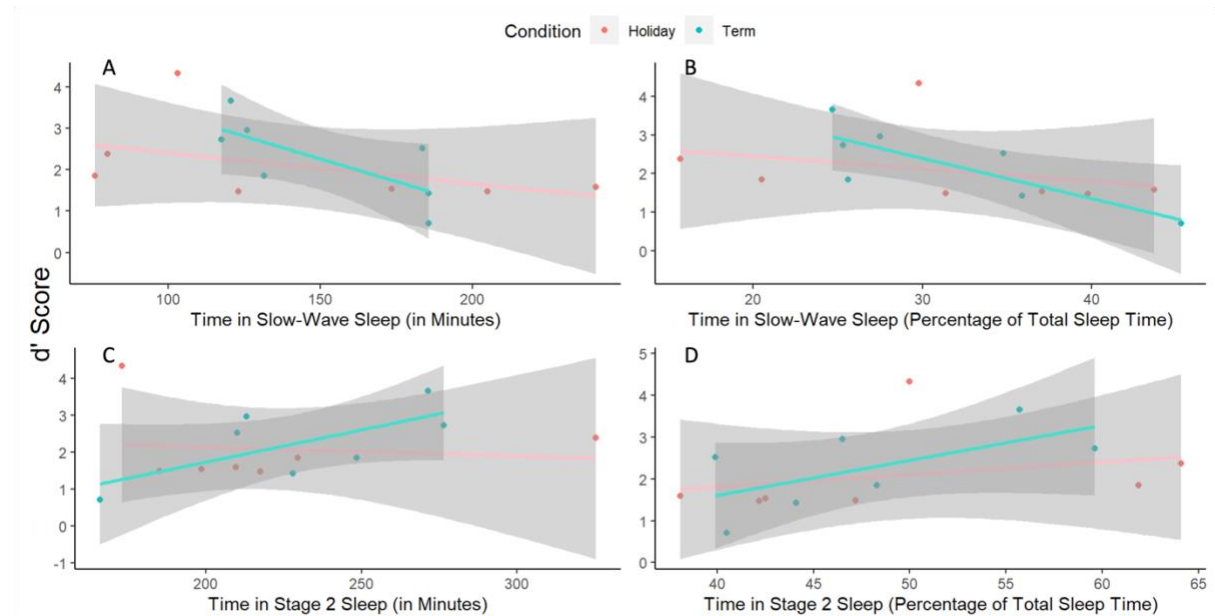 Condition Holiday Term
A
4
3
2
1
0
100 150 200
Time in Slow-Wave Sleep (in Minutes)
B
4
3
2
1
0
20 30 40
Time in Slow-Wave Sleep (Percentage of Total Sleep Time)
d' Score
C
4
3
2
1
0
-1
200 250 300
Time in Stage 2 Sleep (in Minutes)
D
5
4
3
2
1
0
40 45 50 55 60 65
Time in Stage 2 Sleep (Percentage of Total Sleep Time)